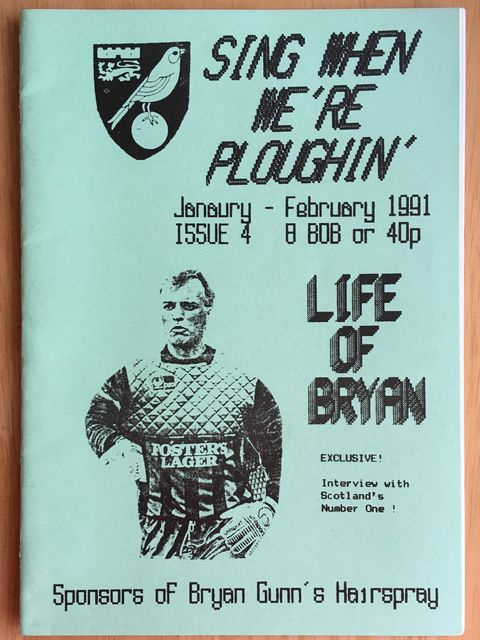 SING WHEN
WE'RE
PLOUGHIN'
Janaury - February 1991
ISSUE 4 8 BOB or 40p
LIFE
OF
BRYAN
EXCLUSIVE!
Interview with
Scotland's
Number One !
FOSTER'S
LAGER
Sponsors of Bryan Gunn's Hairspray